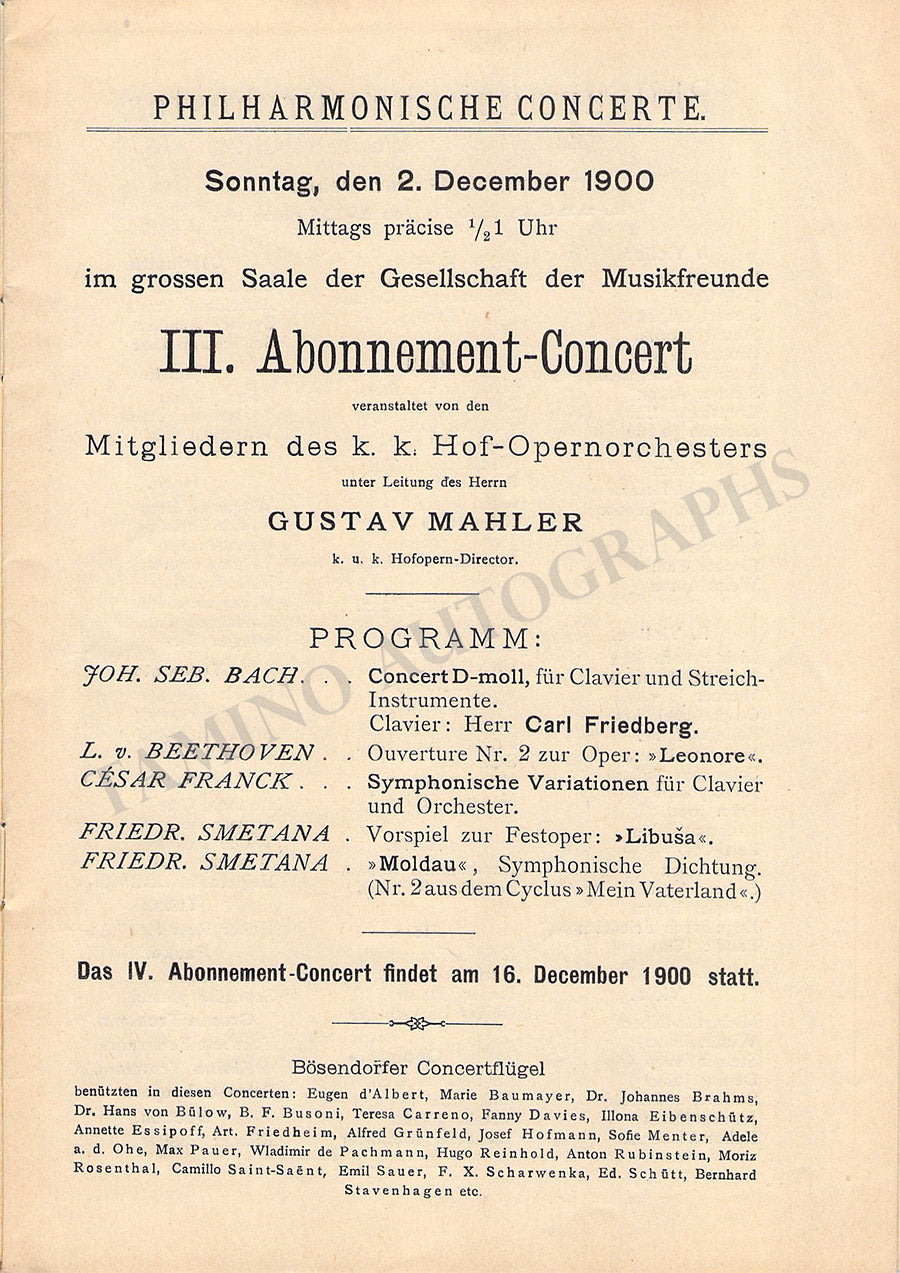 PHILHARMONISCHE CONCERTE.
Sonntag, den 2. December 1900
Mittags präcise ½1 Uhr
im grossen Saale der Gesellschaft der Musikfreunde
III. Abonnement-Concert
veranstaltet von den
Mitgliedern des k. k. Hof-Opernorchesters
unter Leitung des Herrn
GUSTAV MAHLER
k. u. k. Hofopern-Director.
PROGRAMM:
JOH. SEB. BACH. . . Concert D-moll, für Clavier und Streich-
Instrumente.
Clavier: Herr Carl Friedberg.
L. v. BEETHOVEN . . Ouverture Nr. 2 zur Oper: »Leonore«.
CÉSAR FRANCK . . . Symphonische Variationen für Clavier
und Orchester.
FRIEDR. SMETANA . Vorspiel zur Festoper: »Libuša«.
FRIEDR. SMETANA . »Moldau«, Symphonische Dichtung.
(Nr. 2 aus dem Cyclus »Mein Vaterland«.)
Das IV. Abonnement-Concert findet am 16. December 1900 statt.
Bösendorfer Concertflügel
benützten in diesen Concerten: Eugen d'Albert, Marie Baumayer, Dr. Johannes Brahms,
Dr. Hans von Bülow, B. F. Busoni, Teresa Carreno, Fanny Davies, Illona Eibenschütz,
Annette Essipoff, Art. Friedheim, Alfred Grünfeld, Josef Hofmann, Sofie Menter, Adele
a. d. Ohe, Max Pauer, Wladimir de Pachmann, Hugo Reinhold, Anton Rubinstein, Moriz
Rosenthal, Camillo Saint-Saënt, Emil Sauer, F. X. Scharwenka, Ed. Schütt, Bernhard
Stavenhagen etc.
TAMINO AUTOGRAPHS